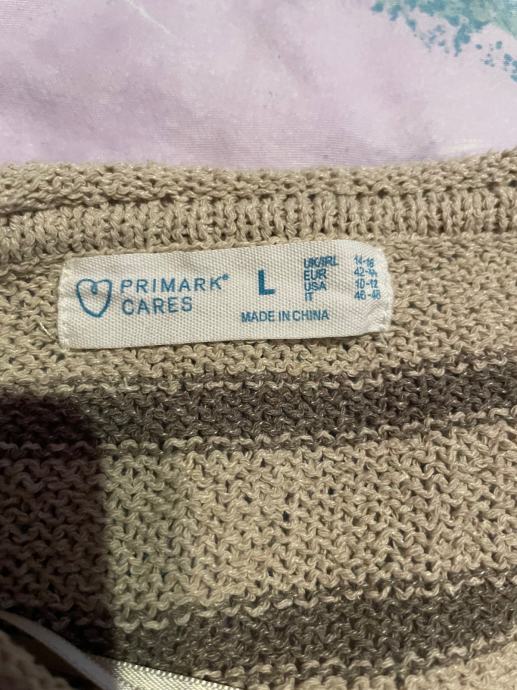 PRIMARK®
CARES
L
UK/IRL 14-16
EUR 42-44
USA 10-12
IT 46-48
MADE IN CHINA